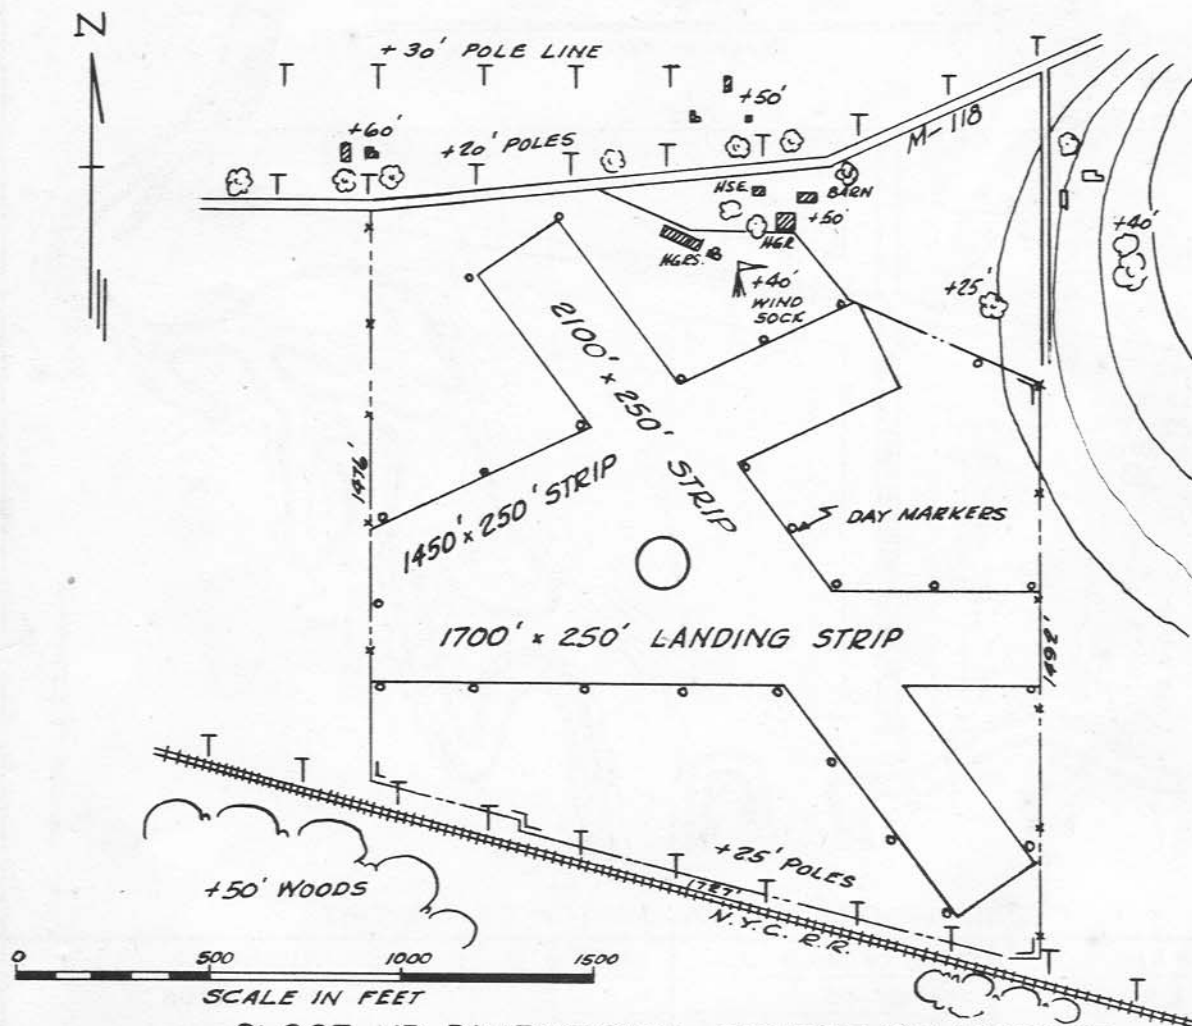 N
+30' POLE LINE
+50'
+60'
+20' POLES
M-118
HSE.
BARN
+50'
HGR
HGRS.
+40'
WIND
SOCK
+40'
+25'
2100' x 250' STRIP
1476'
1450' x 250' STRIP
DAY MARKERS
1700' x 250' LANDING STRIP
1492'
+25' POLES
1727'
N.Y.C. R.R.
+50' WOODS
0 500 1000 1500
SCALE IN FEET